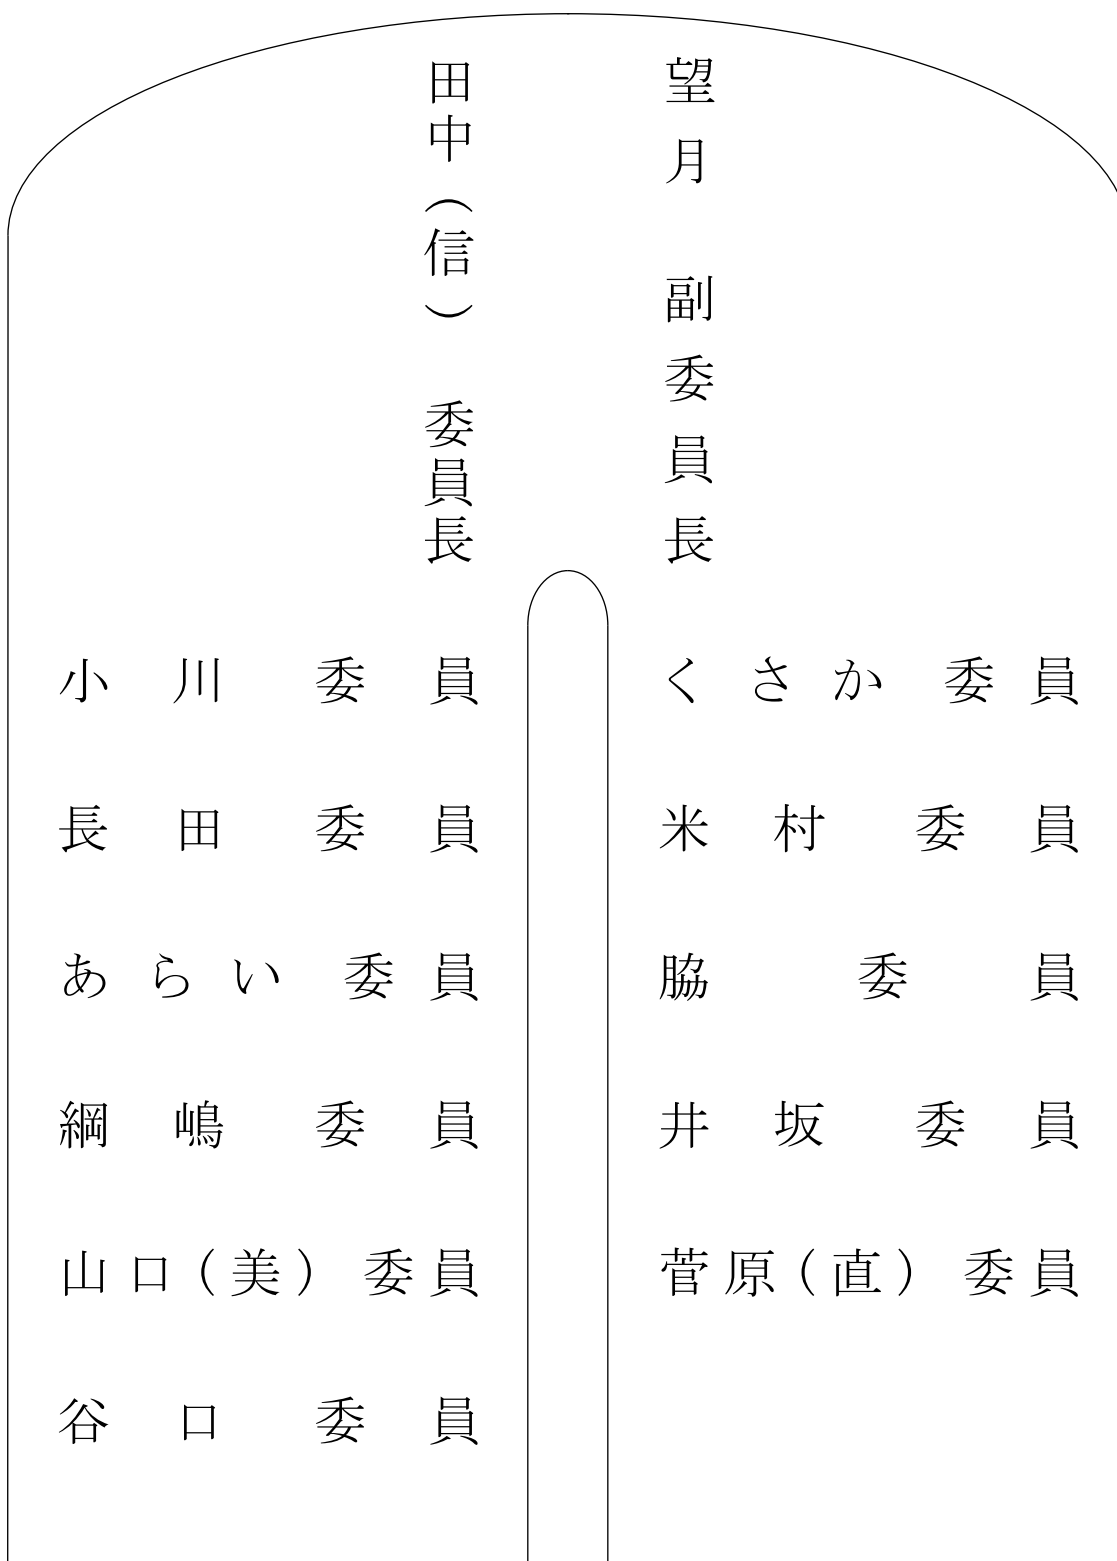 望月 副委員長
田中（信） 委員長
小川 委員
くさか 委員
長田 委員
米村 委員
あらい 委員
脇 委員
綱嶋 委員
井坂 委員
山口（美） 委員
菅原（直） 委員
谷口 委員